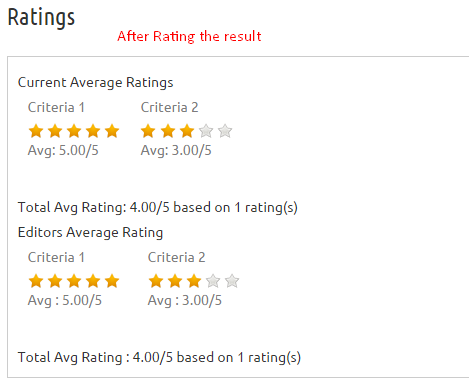 Ratings
After Rating the result
Current Average Ratings
Criteria 1 Criteria 2
Avg: 5.00/5 Avg: 3.00/5
Total Avg Rating: 4.00/5 based on 1 rating(s)
Editors Average Rating
Criteria 1 Criteria 2
Avg : 5.00/5 Avg : 3.00/5
Total Avg Rating : 4.00/5 based on 1 rating(s)